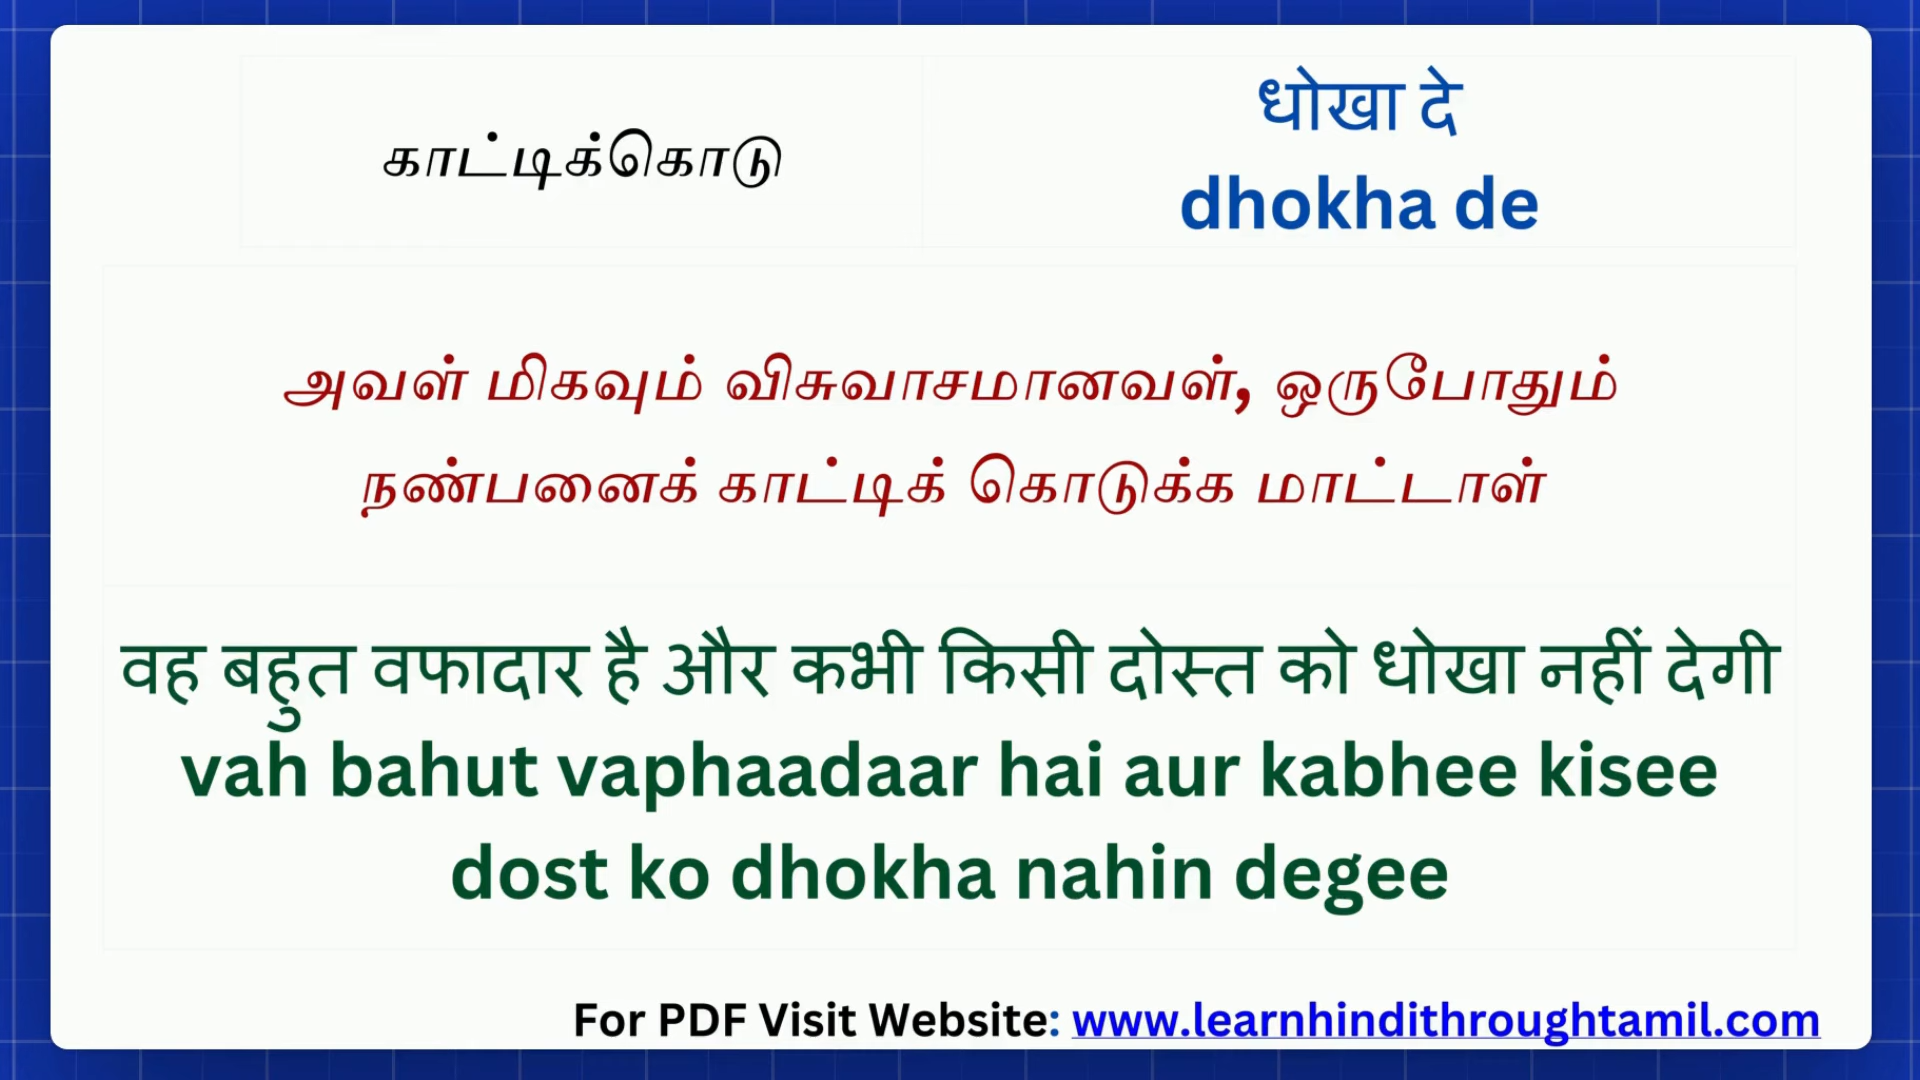 காட்டிக்கொடு
धोखा दे
dhokha de
அவள் மிகவும் விசுவாசமானவள், ஒருபோதும்
நண்பனைக் காட்டிக் கொடுக்க மாட்டாள்
वह बहुत वफादार है और कभी किसी दोस्त को धोखा नहीं देगी
vah bahut vaphaadaar hai aur kabhee kisee
dost ko dhokha nahin degee
For PDF Visit Website: www.learnhindithroughtamil.com